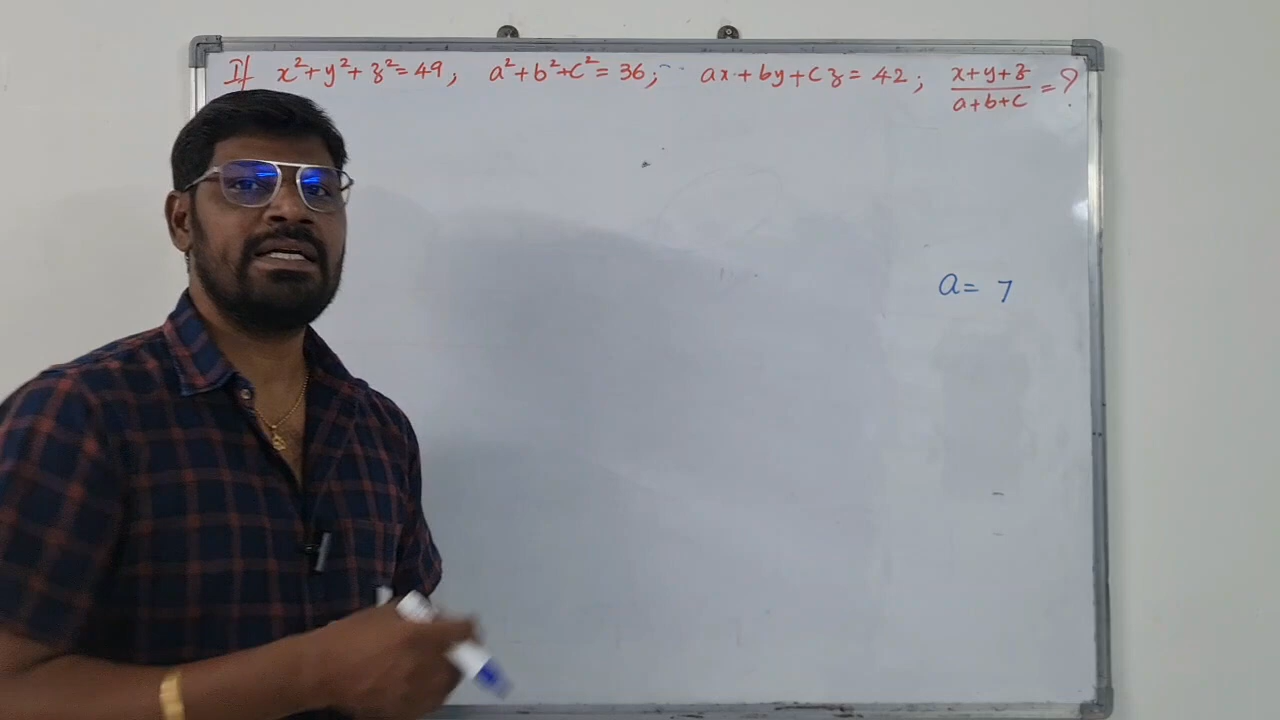 If x²+y²+z²=49, a²+b²+c²=36; ax+by+cz=42; (x+y+z)/(a+b+c)=?
a= 7